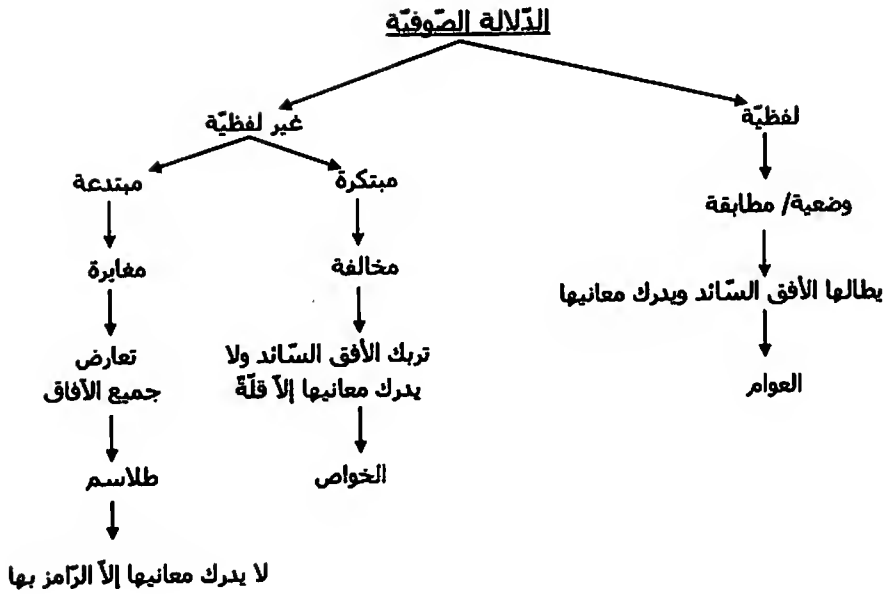 الدّلالة الصّوفيّة
لفظيّة
غير لفظيّة
وضعية/ مطابقة
مبتكرة
مبتدعة
يطالها الأفق السّائد ويدرك معانيها
مخالفة
مغايرة
العوام
تربك الأفق السّائد ولا
يدرك معانيها إلاّ قلّةً
تعارض
جميع الآفاق
الخواص
طلاسم
لا يدرك معانيها إلاّ الرّامز بها